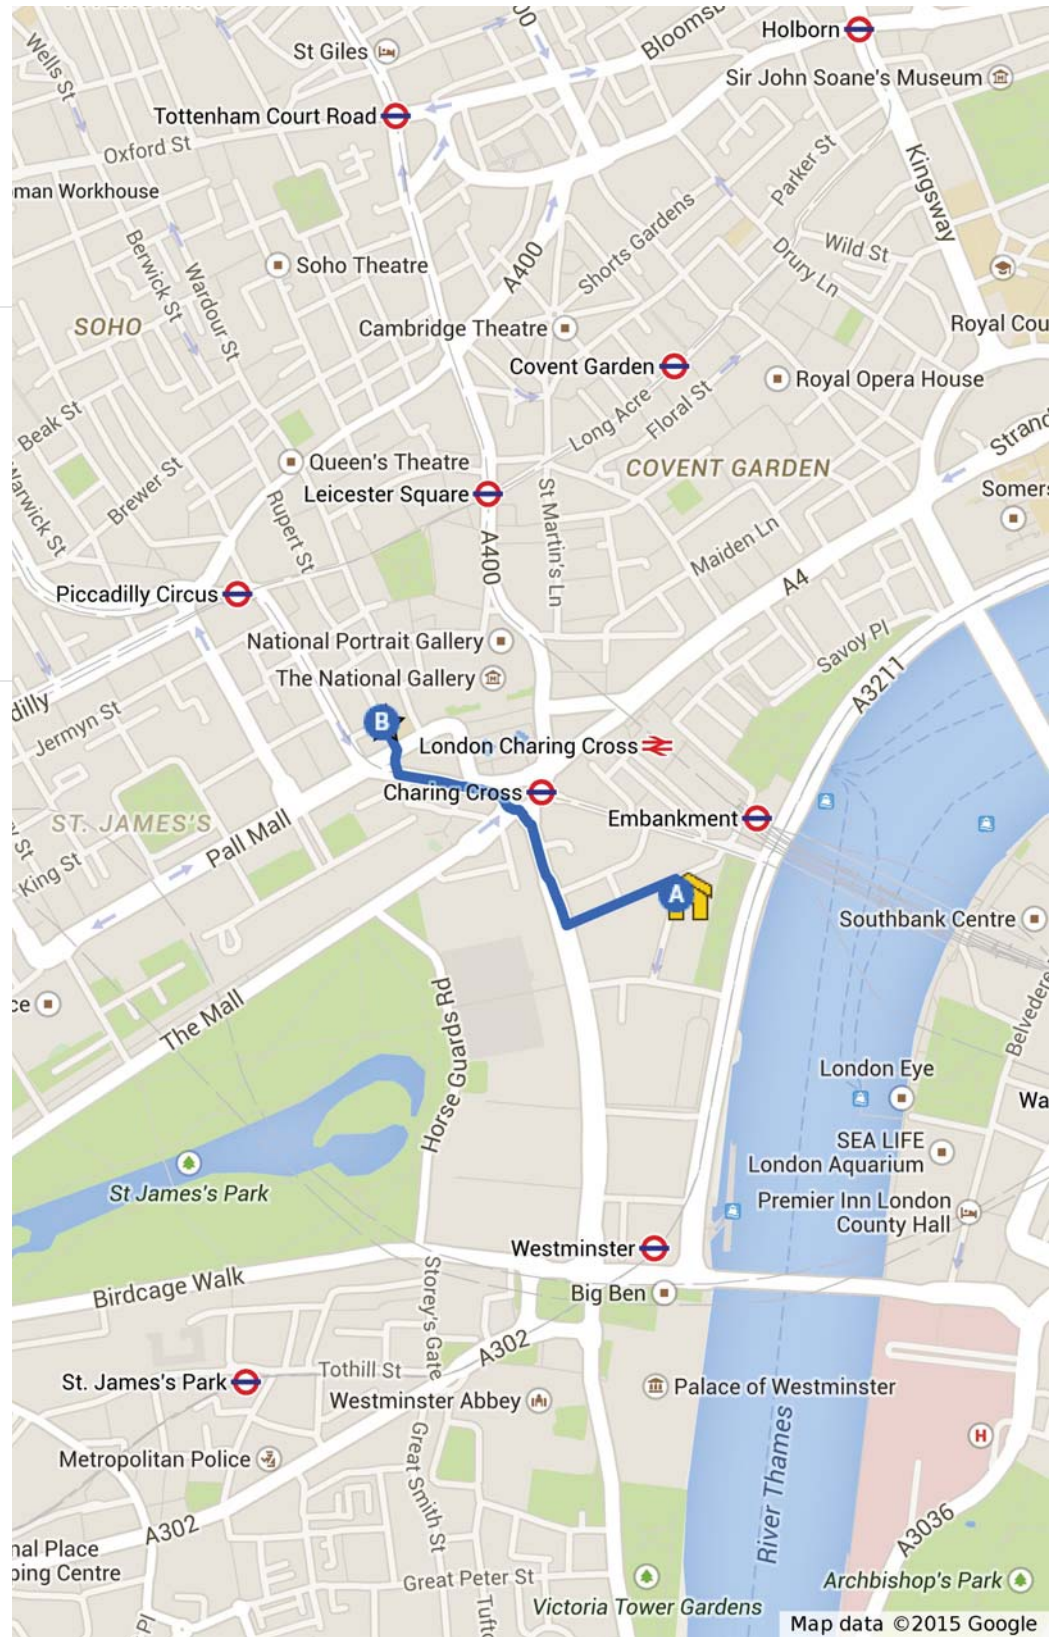 Holborn
Bloomsb
St Giles
Wells St
Sir John Soane's Museum
Tottenham Court Road
Oxford St
Parker St
Kingsway
man Workhouse
Shorts Gardens
Berwick St
Wardour St
A400
Drury Ln
Wild St
Soho Theatre
SOHO
Cambridge Theatre
Royal Cou
Covent Garden
Royal Opera House
Beak St
Long Acre
Floral St
Strand
Queen's Theatre
COVENT GARDEN
Leicester Square
Brewer St
Warwick St
Rupert St
St Martin's Ln
Somers
A400
Maiden Ln
A4
Piccadilly Circus
National Portrait Gallery
The National Gallery
Savoy Pl
A3211
dilly
Jermyn St
B
London Charing Cross
Charing Cross
Embankment
ST. JAMES'S
Pall Mall
King St
A
Southbank Centre
ce
The Mall
Horse Guards Rd
Belvedere
London Eye
Wa
SEA LIFE
London Aquarium
St James's Park
Premier Inn London
County Hall
Westminster
Birdcage Walk
Storey's Gate
Big Ben
A302
Tothill St
St. James's Park
Westminster Abbey
Palace of Westminster
Great Smith St
H
Metropolitan Police
River Thames
A302
A3036
nal Place
ping Centre
Great Peter St
Archbishop's Park
Victoria Tower Gardens
Tuft
Pl
Map data ©2015 Google